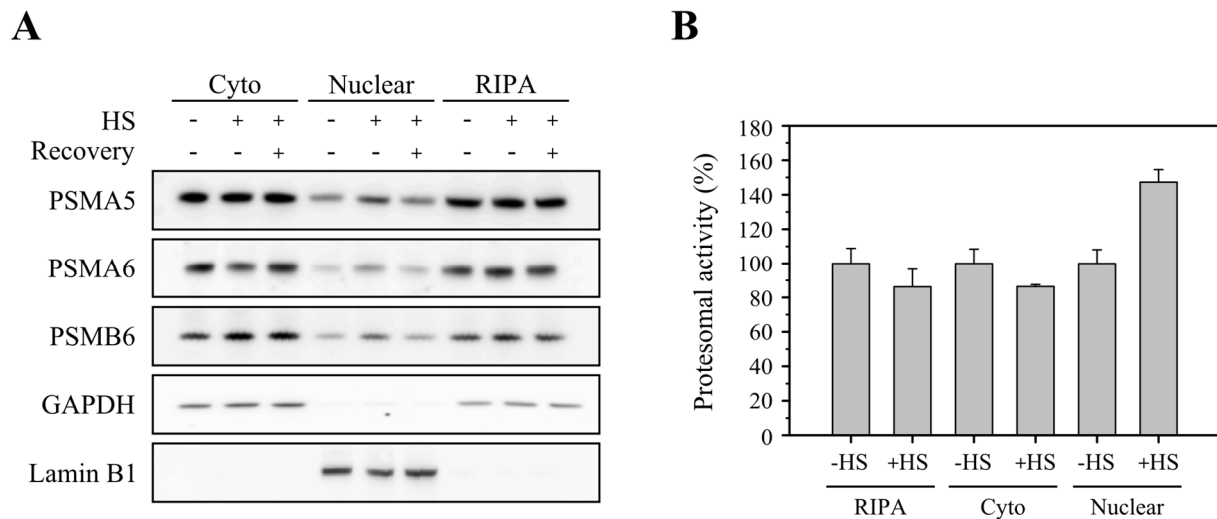 A
Cyto Nuclear RIPA
HS - + + - + + - + +
Recovery - - + - - + - - +
PSMA5
PSMA6
PSMB6
GAPDH
Lamin B1
B
Protesomal activity (%)
180
160
140
120
100
80
60
40
20
0
-HS +HS -HS +HS -HS +HS
RIPA Cyto Nuclear